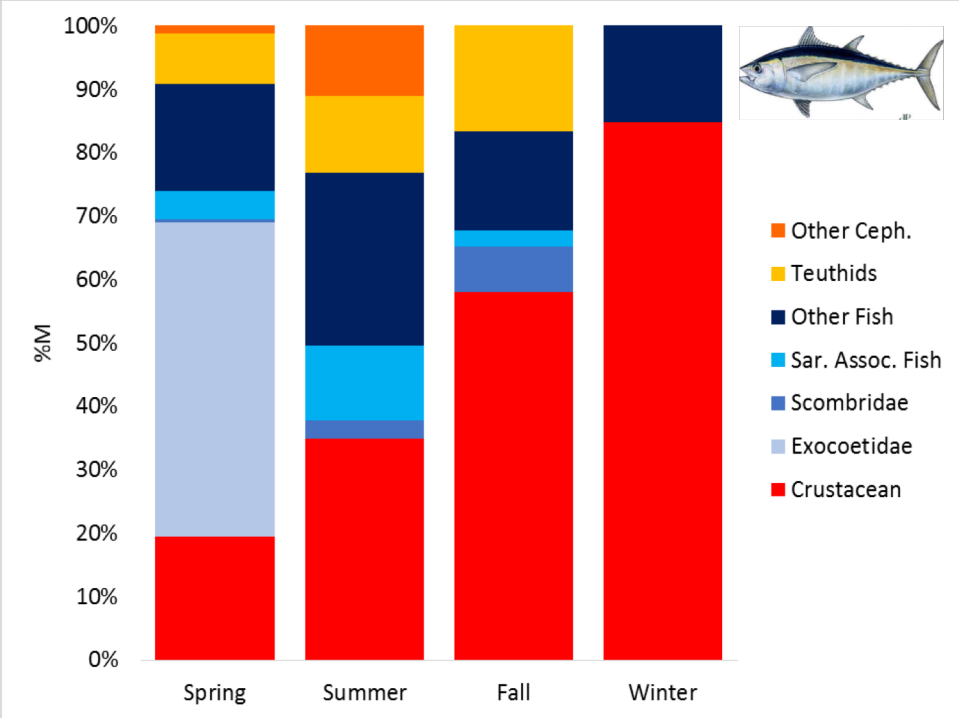 100%
90%
80%
70%
60%
50%
40%
30%
20%
10%
0%
%M
Spring Summer Fall Winter
Other Ceph.
Teuthids
Other Fish
Sar. Assoc. Fish
Scombridae
Exocoetidae
Crustacean